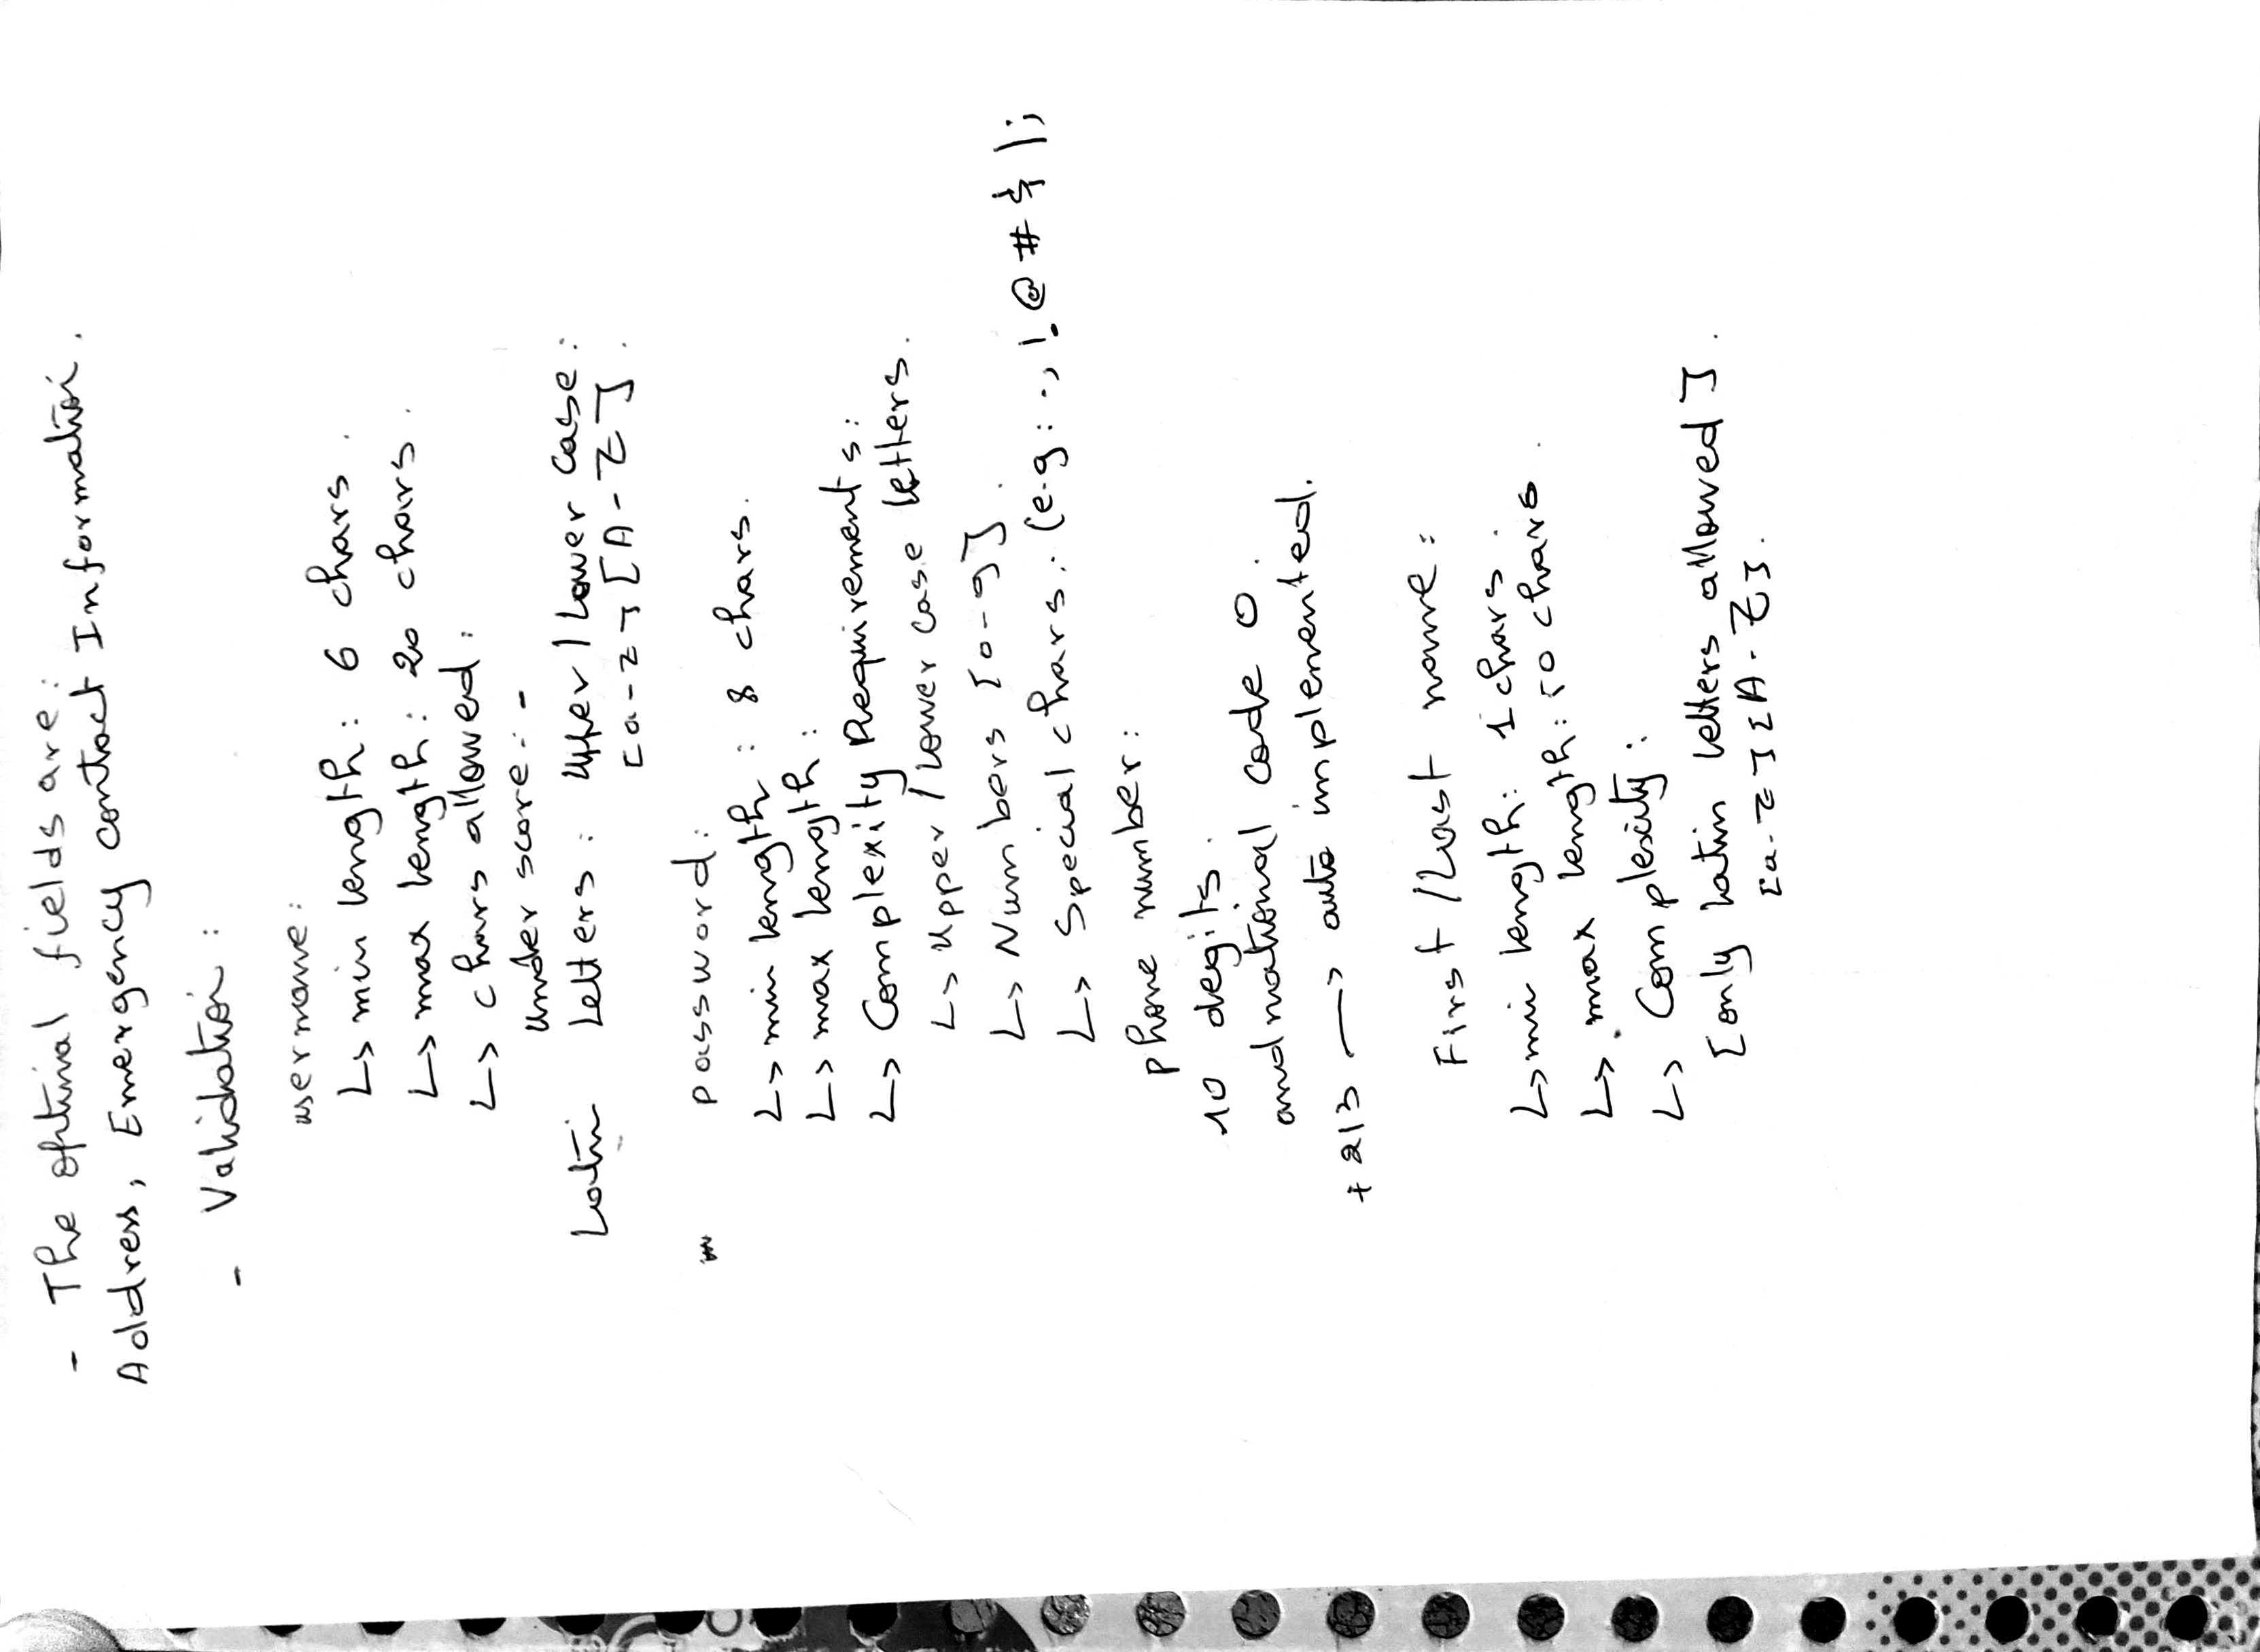 - The optinal fields are:
Address, Emergency contact Information.
- Validation:
username:
↳ min length: 6 chars.
↳ max length: 20 chars.
↳ chars allowed:
Under score: -
Latin Letters: Upper/Lower Case:
[a-z] [A-Z].
password:
↳ min length: 8 chars.
↳ max length:
↳ Complexity Requirements:
↳ Upper/Lower case letters.
↳ Numbers [0-9].
↳ Special chars: (e.g: :, !, @ # |;
Phone number:
10 degits.
and national code 0.
+213 → auto implemented.
First/Last name:
↳ min length: 1 chars.
↳ max length: 50 chars.
↳ Complexity:
[only Latin letters allowed].
[a-z] [A-Z].